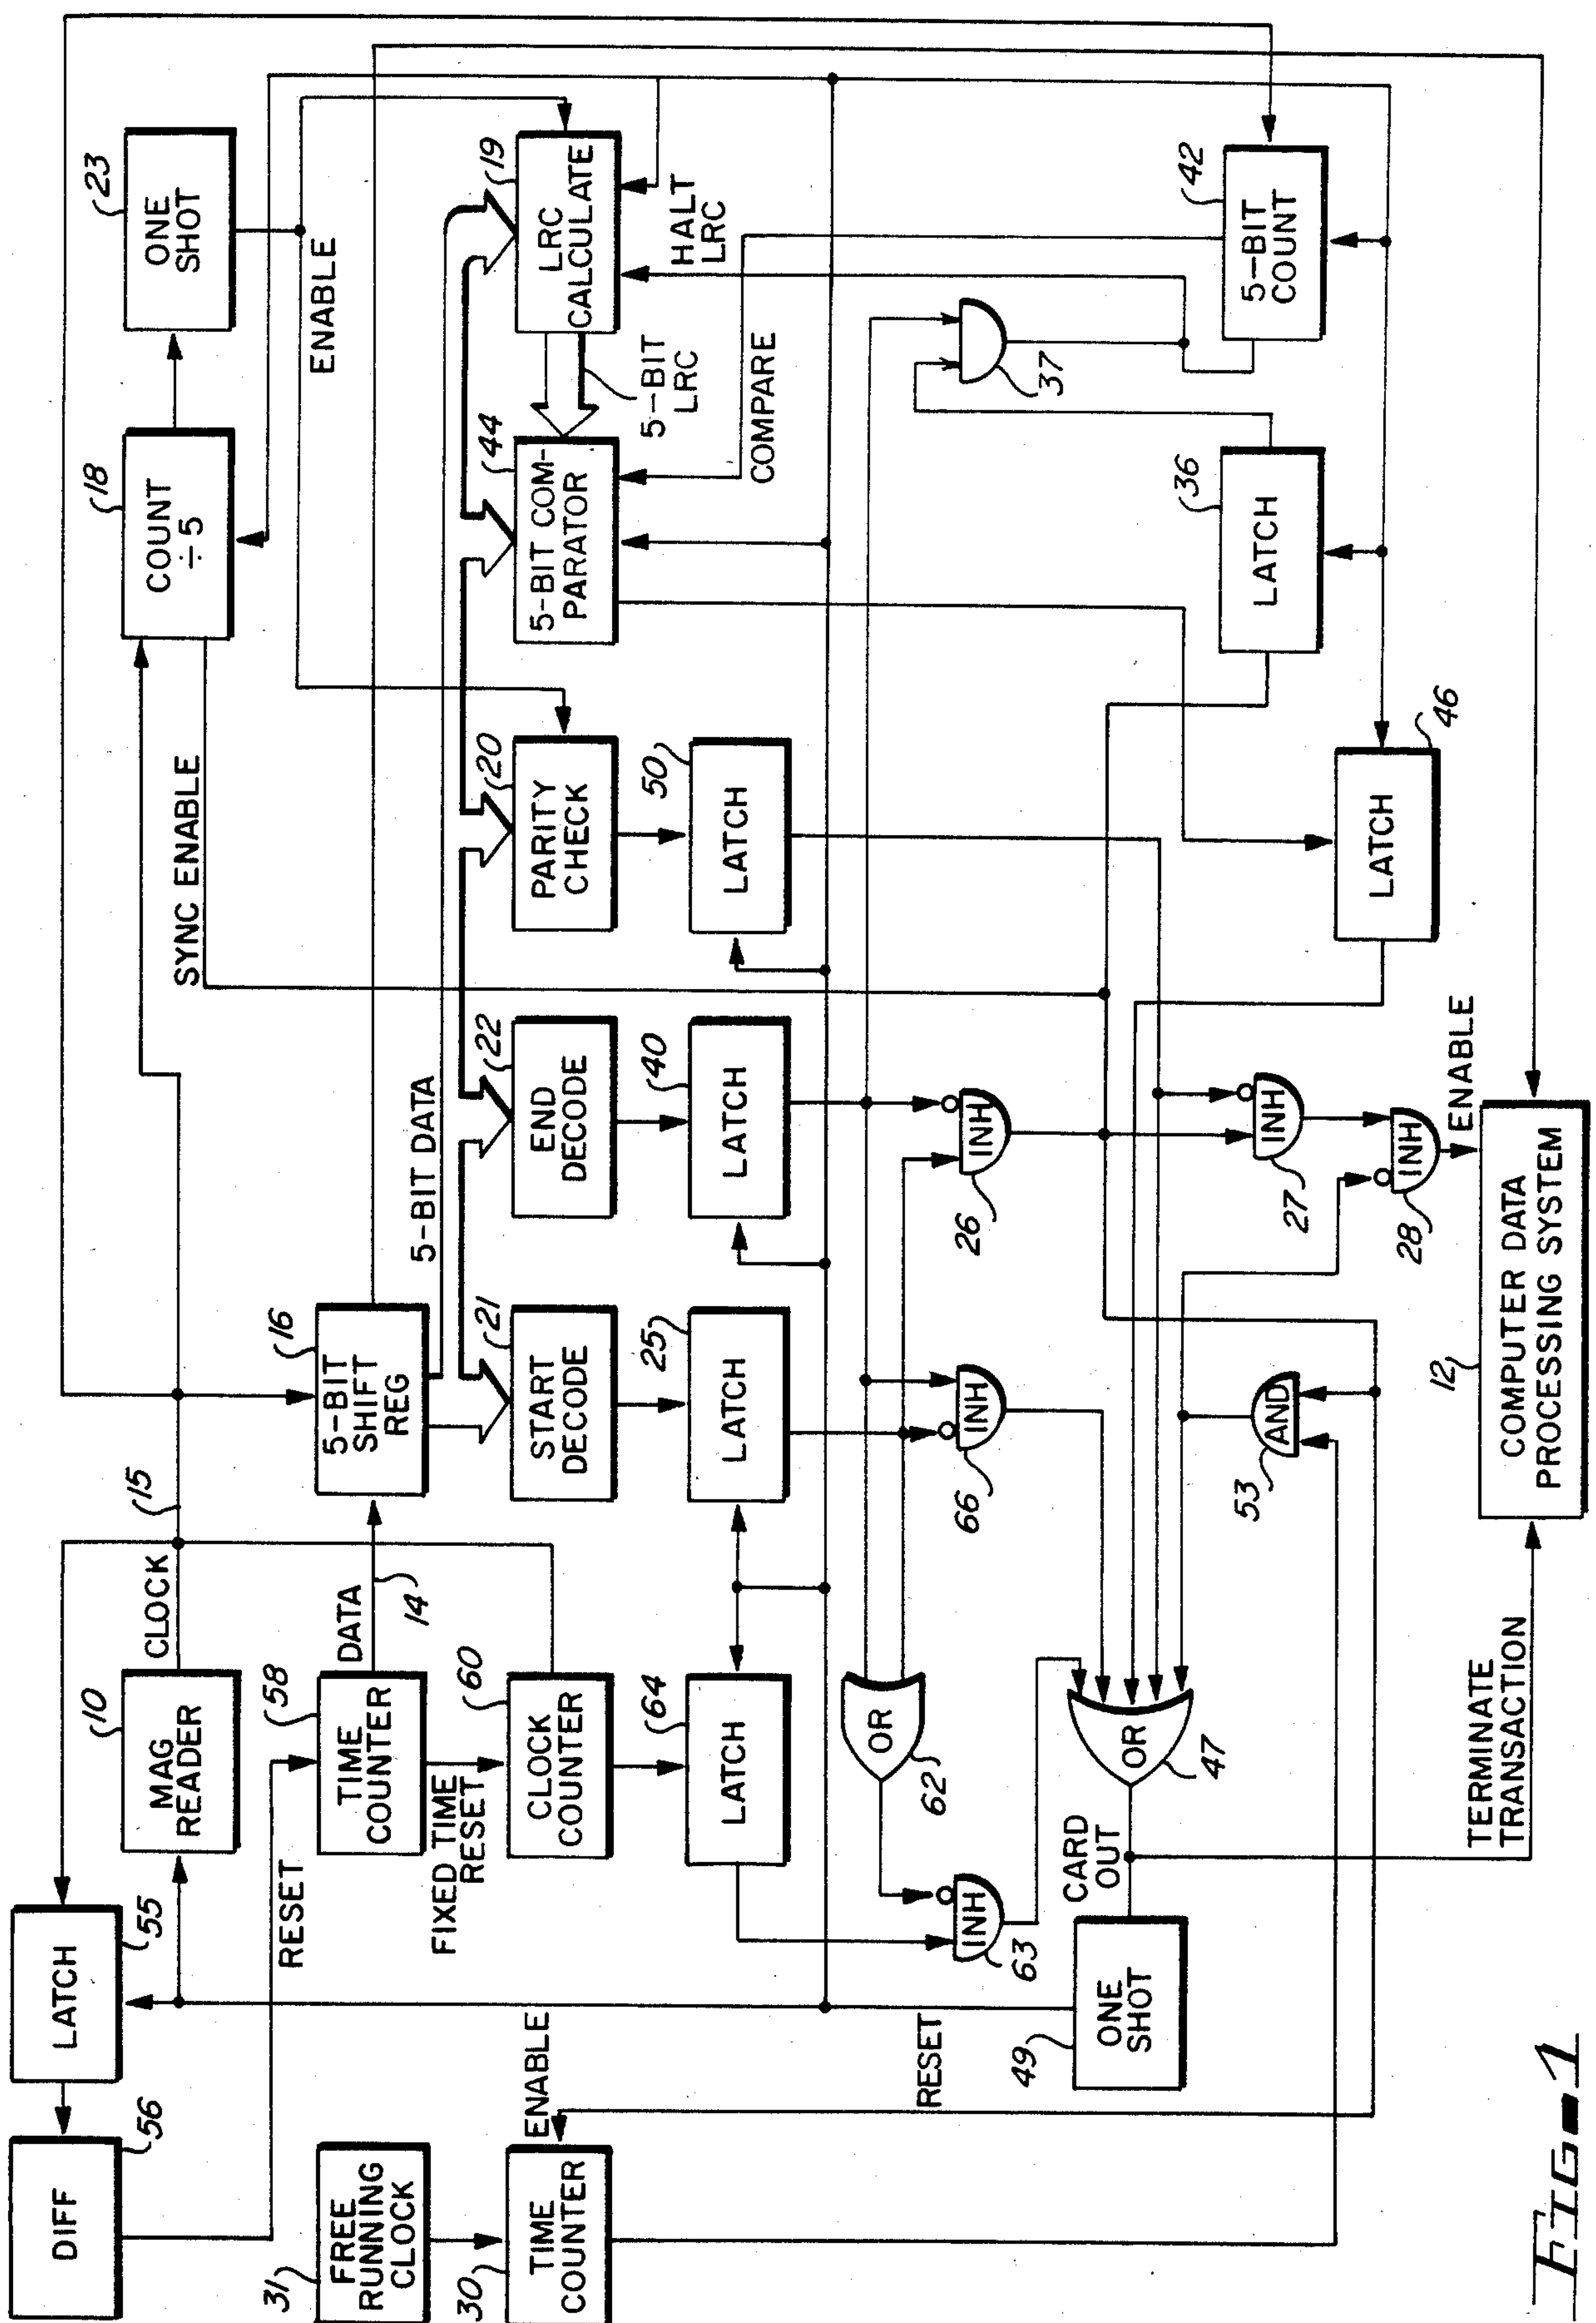 DIFF
56
LATCH
55
31
FREE
RUNNING
CLOCK
30
TIME
COUNTER
ENABLE
RESET
10
MAG
READER
CLOCK
15
58
TIME
COUNTER
DATA
14
FIXED TIME
RESET
60
CLOCK
COUNTER
64
LATCH
16
5-BIT
SHIFT
REG
5-BIT DATA
SYNC ENABLE
18
COUNT
÷5
23
ONE
SHOT
ENABLE
21
START
DECODE
22
END
DECODE
20
PARITY
CHECK
44
5-BIT COM-
PARATOR
19
LRC
CALCULATE
5-BIT
LRC
HALT
LRC
COMPARE
25
LATCH
40
LATCH
50
LATCH
OR
62
INH
63
INH
66
INH
26
37
RESET
49
ONE
SHOT
CARD
OUT
OR
47
AND
53
INH
27
INH
28
ENABLE
36
LATCH
42
5-BIT
COUNT
46
LATCH
TERMINATE
TRANSACTION
12
COMPUTER DATA
PROCESSING SYSTEM
FIG-1